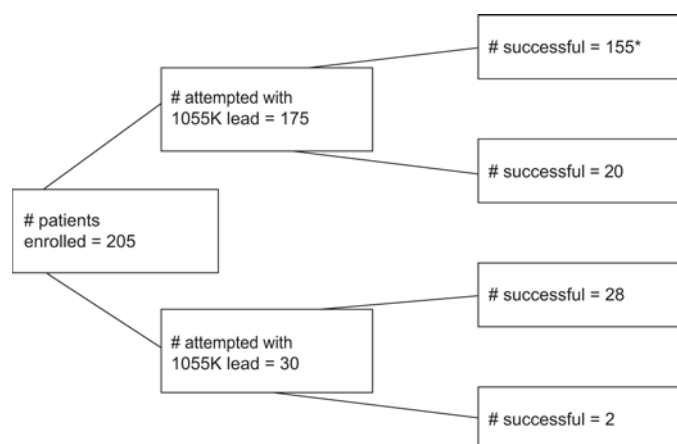 # successful = 155*
# attempted with
1055K lead = 175
# successful = 20
# patients
enrolled = 205
# successful = 28
# attempted with
1055K lead = 30
# successful = 2